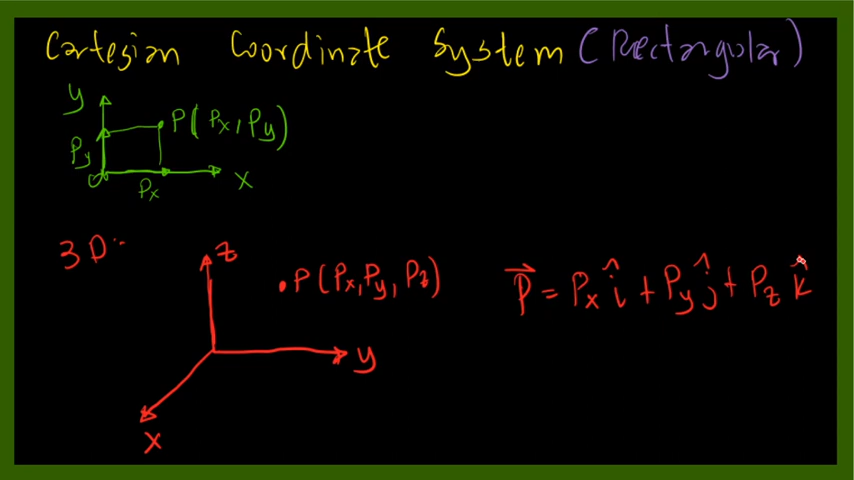 Cartesian Coordinate System (Rectangular)
y
P(Px, Py)
Py
O
Px
x
3D:
z
P(Px, Py, Pz)
P⃗ = Px î + Py ĵ + Pz k̂
y
x